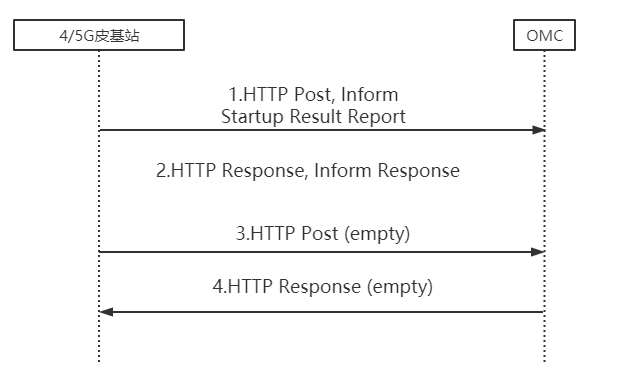 4/5G皮基站
OMC
1.HTTP Post, Inform
Startup Result Report
2.HTTP Response, Inform Response
3.HTTP Post (empty)
4.HTTP Response (empty)